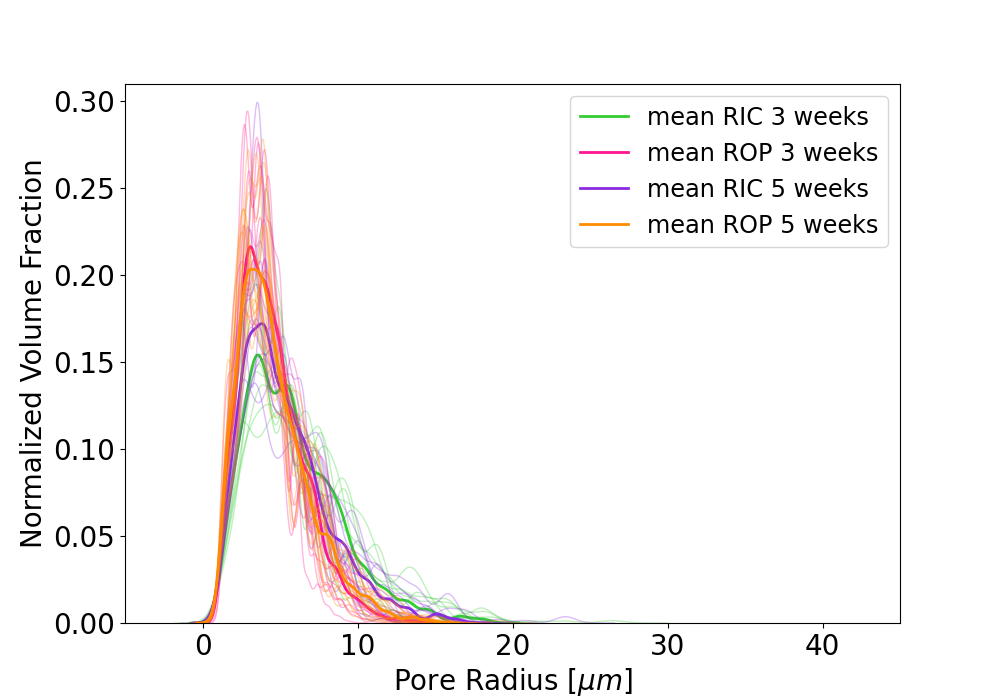 Normalized Volume Fraction
0.30
0.25
0.20
0.15
0.10
0.05
0.00
mean RIC 3 weeks
mean ROP 3 weeks
mean RIC 5 weeks
mean ROP 5 weeks
0 10 20 30 40
Pore Radius [μm]